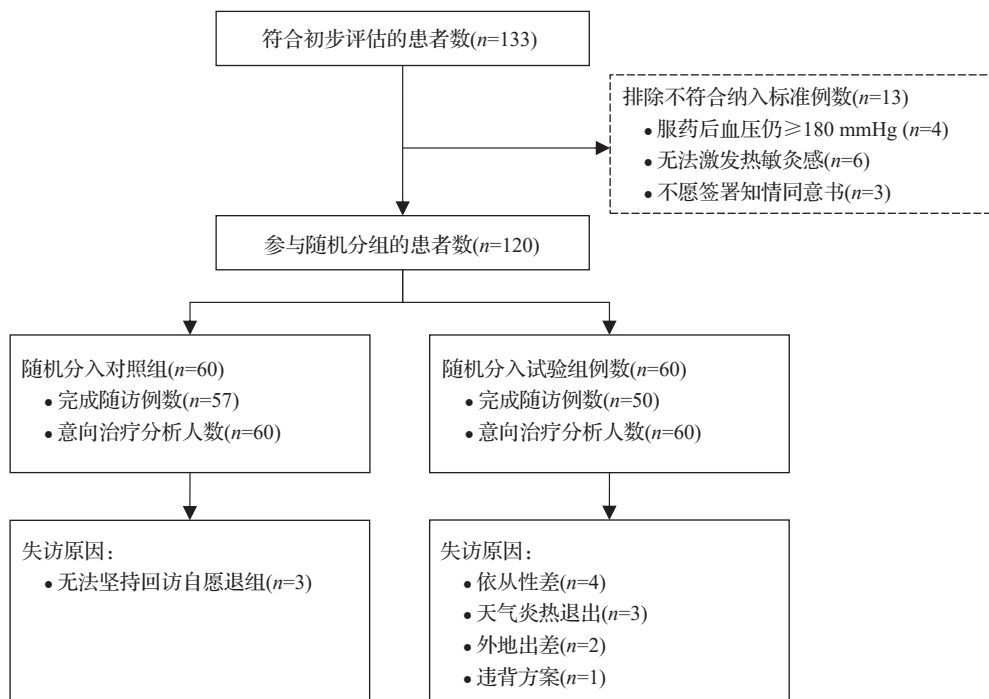 符合初步评估的患者数(n=133)
排除不符合纳入标准例数(n=13)
• 服药后血压仍≥180 mmHg (n=4)
• 无法激发热敏灸感(n=6)
• 不愿签署知情同意书(n=3)
参与随机分组的患者数(n=120)
随机分入对照组(n=60)
• 完成随访例数(n=57)
• 意向治疗分析人数(n=60)
随机分入试验组例数(n=60)
• 完成随访例数(n=50)
• 意向治疗分析人数(n=60)
失访原因：
• 无法坚持回访自愿退组(n=3)
失访原因：
• 依从性差(n=4)
• 天气炎热退出(n=3)
• 外地出差(n=2)
• 违背方案(n=1)